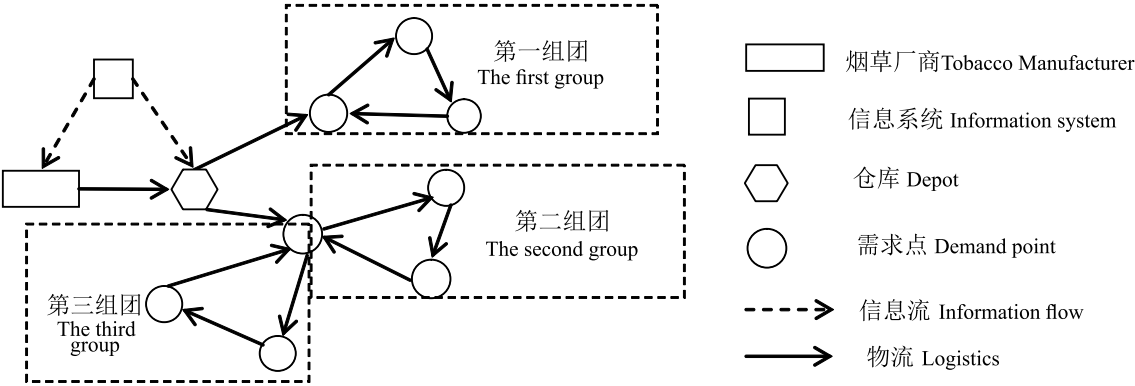 第一组团
The first group
第二组团
The second group
第三组团
The third
group
烟草厂商Tobacco Manufacturer
信息系统 Information system
仓库 Depot
需求点 Demand point
信息流 Information flow
物流 Logistics